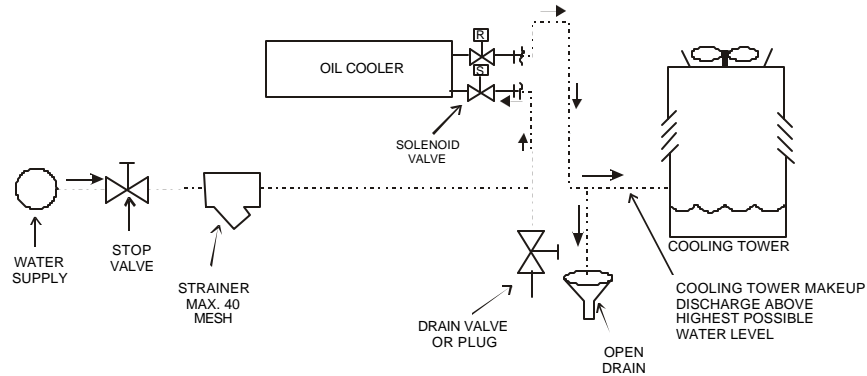 R
OIL COOLER
S
SOLENOID
VALVE
WATER
SUPPLY
STOP
VALVE
STRAINER
MAX. 40
MESH
DRAIN VALVE
OR PLUG
OPEN
DRAIN
COOLING TOWER
COOLING TOWER MAKEUP
DISCHARGE ABOVE
HIGHEST POSSIBLE
WATER LEVEL